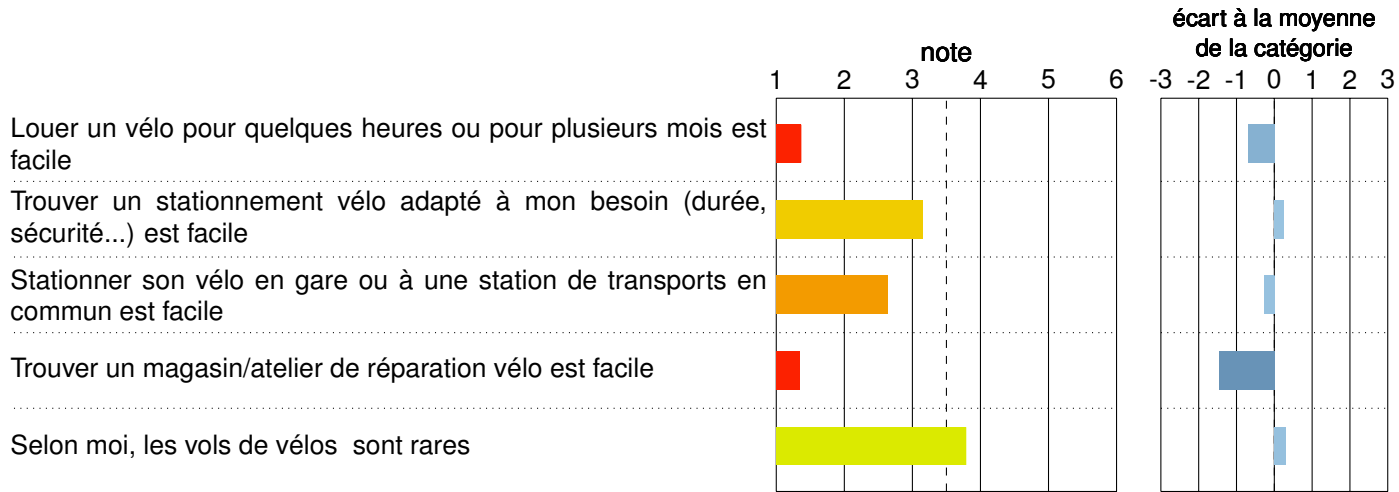 écart à la moyenne
note de la catégorie
1 2 3 4 5 6 -3 -2 -1 0 1 2 3
Louer un vélo pour quelques heures ou pour plusieurs mois est
facile
Trouver un stationnement vélo adapté à mon besoin (durée,
sécurité...) est facile
Stationner son vélo en gare ou à une station de transports en
commun est facile
Trouver un magasin/atelier de réparation vélo est facile
Selon moi, les vols de vélos sont rares